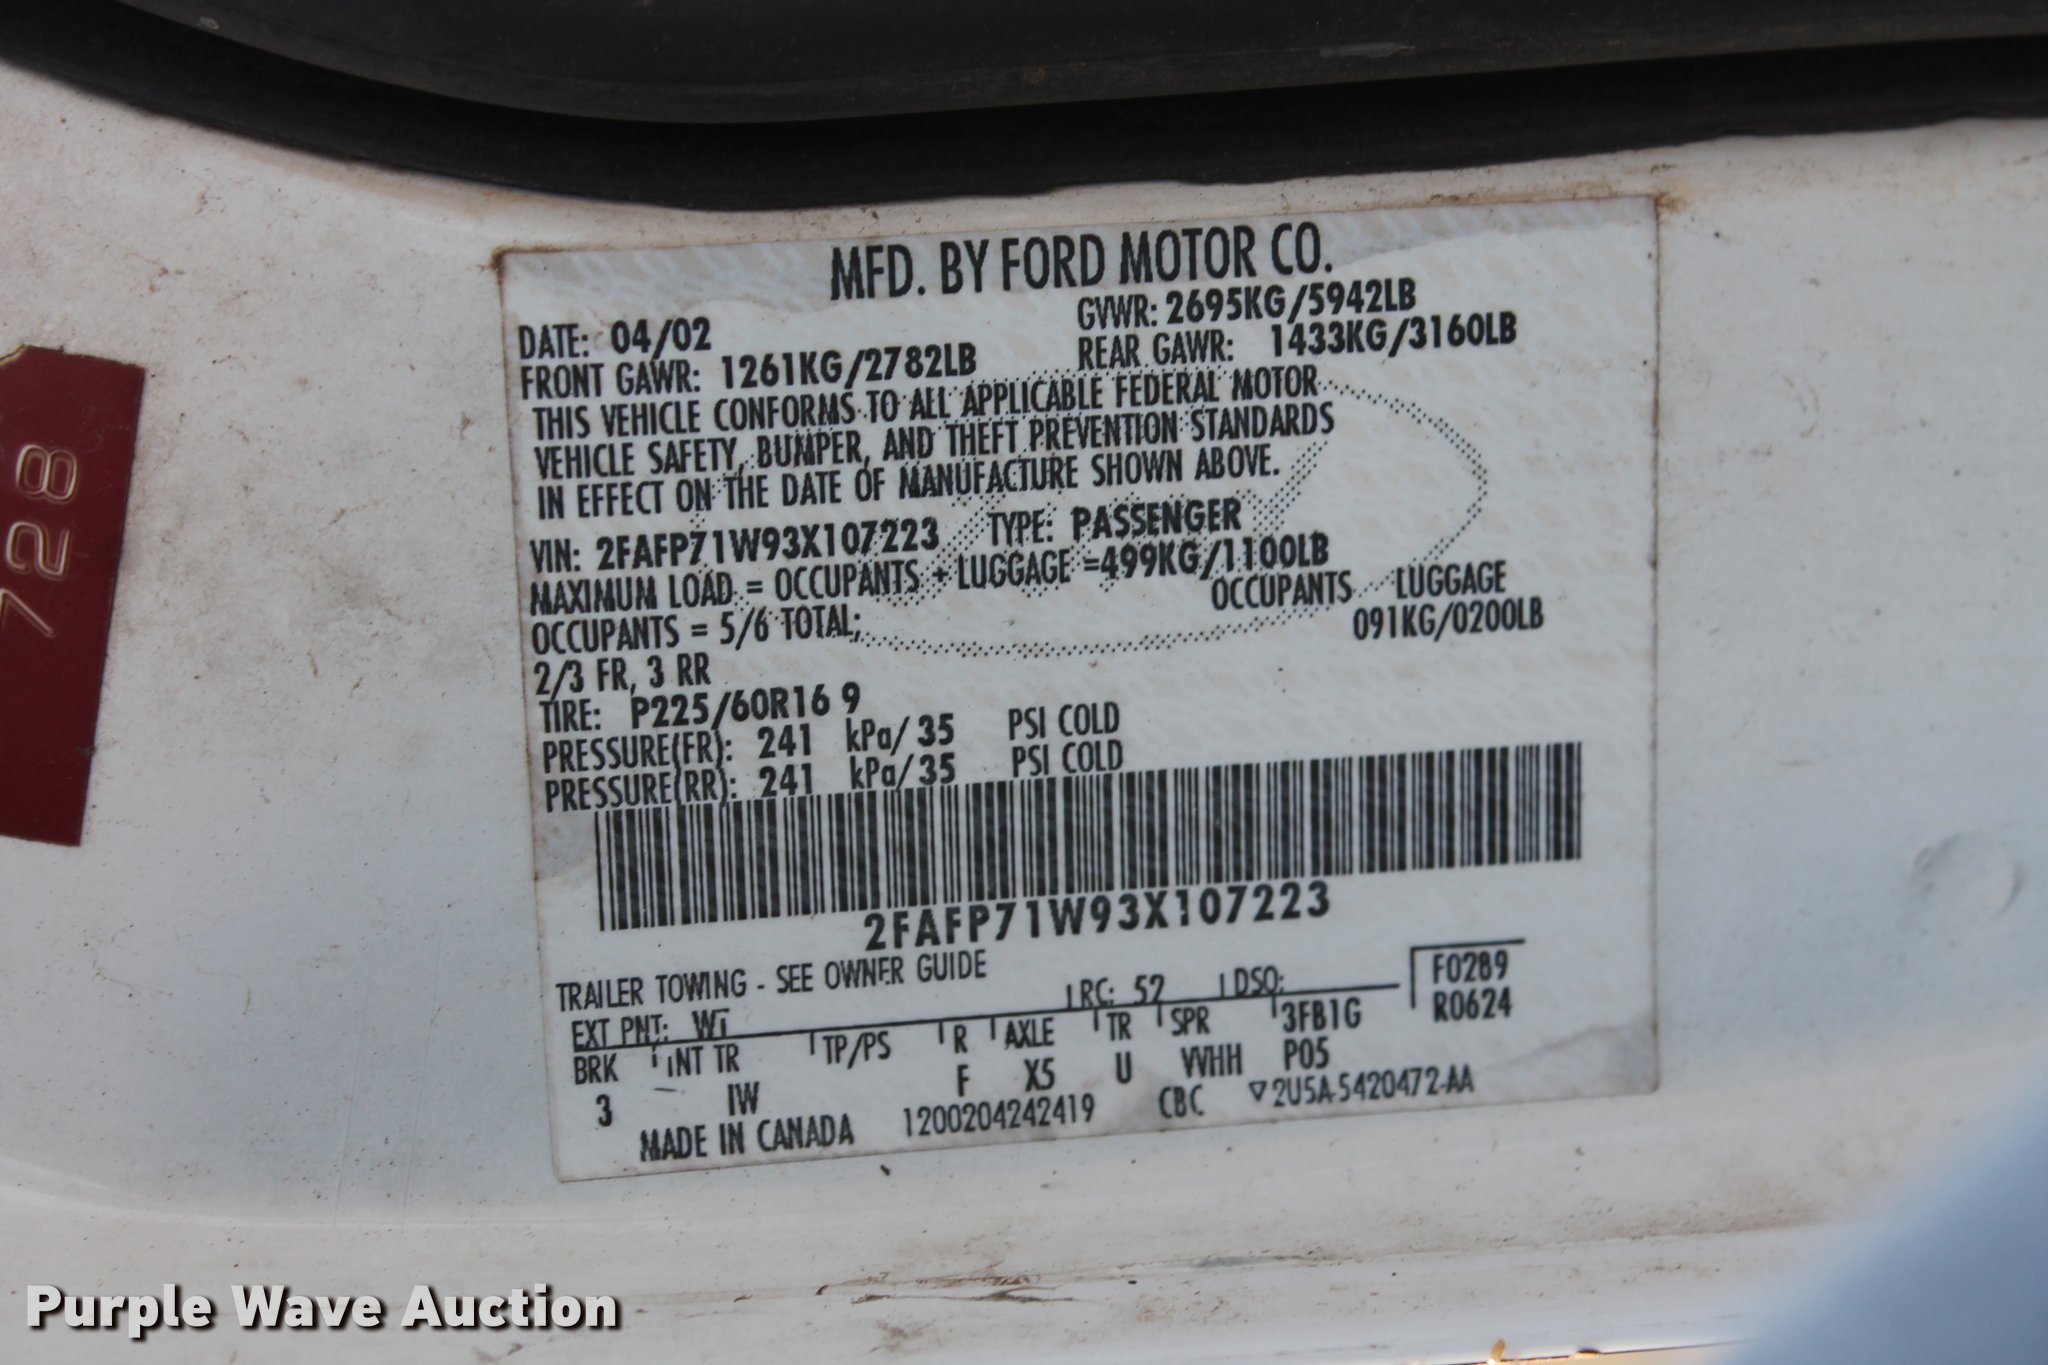 MFD. BY FORD MOTOR CO.
DATE: 04/02 GVWR: 2695KG/5942LB
FRONT GAWR: 1261KG/2782LB REAR GAWR: 1433KG/3160LB
THIS VEHICLE CONFORMS TO ALL APPLICABLE FEDERAL MOTOR
VEHICLE SAFETY, BUMPER, AND THEFT PREVENTION STANDARDS
IN EFFECT ON THE DATE OF MANUFACTURE SHOWN ABOVE.
VIN: 2FAFP71W93X107223 TYPE: PASSENGER
MAXIMUM LOAD = OCCUPANTS + LUGGAGE =499KG/1100LB
OCCUPANTS = 5/6 TOTAL; OCCUPANTS LUGGAGE
2/3 FR, 3 RR 091KG/0200LB
TIRE: P225/60R16 9
PRESSURE(FR): 241 kPa/ 35 PSI COLD
PRESSURE(RR): 241 kPa/ 35 PSI COLD
2FAFP71W93X107223
TRAILER TOWING - SEE OWNER GUIDE
EXT PNT: W1 RC: 52 DSO: F0289
BRK INT TR TP/PS R AXLE TR SPR 3FB1G R0624
3 IW F X5 U VVHH P05
MADE IN CANADA 1200204242419 CBC ▽2U5A-5420472-AA
728
Purple Wave Auction